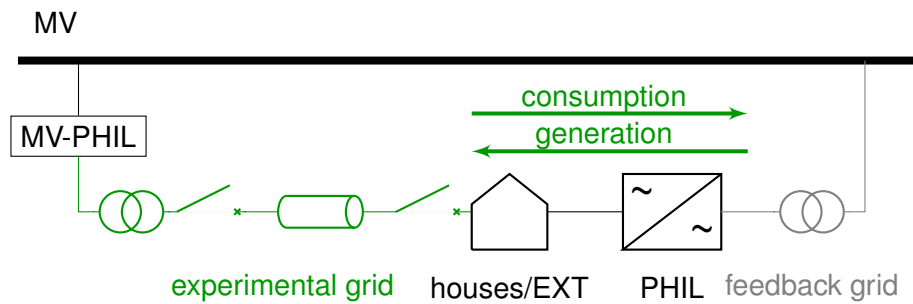 MV
consumption
generation
MV-PHIL
~
~
experimental grid
houses/EXT
PHIL
feedback grid